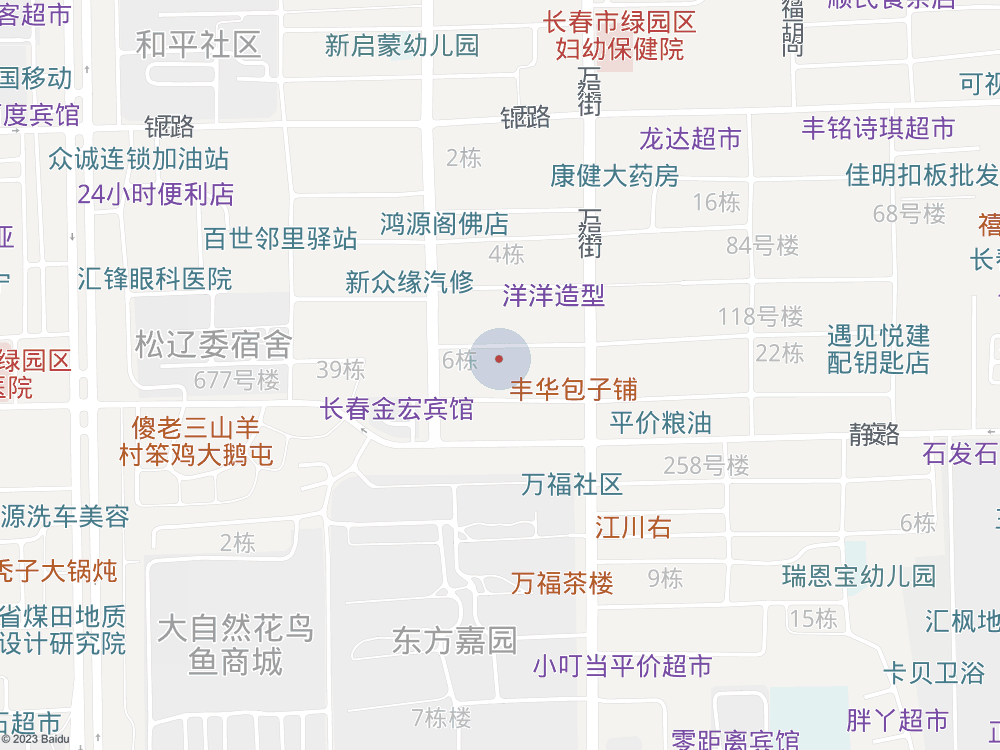 客超市
顺民食杂店
长春市绿园区
妇幼保健院
和平社区
新启蒙幼儿园
国移动
万福街
可视
度宾馆
铭路
丰铭诗琪超市
龙达超市
众诚连锁加油站
2栋
康健大药房
佳明扣板批发
24小时便利店
16栋
68号楼
鸿源阁佛店
万福街
禧
亚
百世邻里驿站
4栋
84号楼
长春
汇锋眼科医院
新众缘汽修
洋洋造型
118号楼
松辽委宿舍
遇见悦建
配钥匙店
22栋
绿园区
医院
6栋
39栋
677号楼
丰华包子铺
长春金宏宾馆
平价粮油
傻老三山羊
村笨鸡大鹅屯
静安路
石发石
258号楼
万福社区
源洗车美容
江川右
6栋
2栋
秃子大锅炖
万福茶楼
9栋
瑞恩宝幼儿园
省煤田地质
设计研究院
15栋
汇枫地
大自然花鸟
鱼商城
东方嘉园
小叮当平价超市
卡贝卫浴
7栋楼
石超市
胖丫超市
零距离宾馆
正
© 2023 Baidu